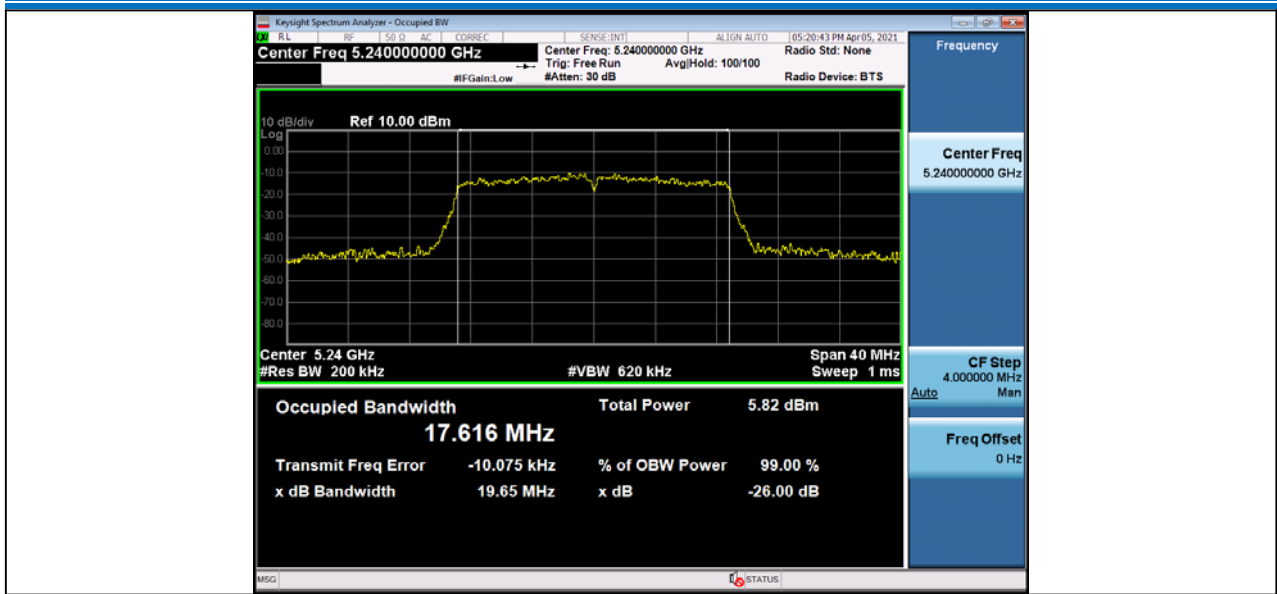 Keysight Spectrum Analyzer - Occupied BW
RL RF 50 Ω AC CORREC SENSE:INT ALIGN AUTO 05:20:43 PM Apr 05, 2021
Center Freq 5.240000000 GHz
Center Freq: 5.240000000 GHz Radio Std: None
Trig: Free Run Avg|Hold: 100/100
#IFGain:Low #Atten: 30 dB Radio Device: BTS
Frequency
10 dB/div Ref 10.00 dBm
Log
0.00
-10.0
-20.0
-30.0
-40.0
-50.0
-60.0
-70.0
-80.0
Center 5.24 GHz Span 40 MHz
#Res BW 200 kHz #VBW 620 kHz Sweep 1 ms
Center Freq
5.240000000 GHz
CF Step
4.000000 MHz
Auto Man
Freq Offset
0 Hz
Occupied Bandwidth Total Power 5.82 dBm
17.616 MHz
Transmit Freq Error -10.075 kHz % of OBW Power 99.00 %
x dB Bandwidth 19.65 MHz x dB -26.00 dB
MSG STATUS